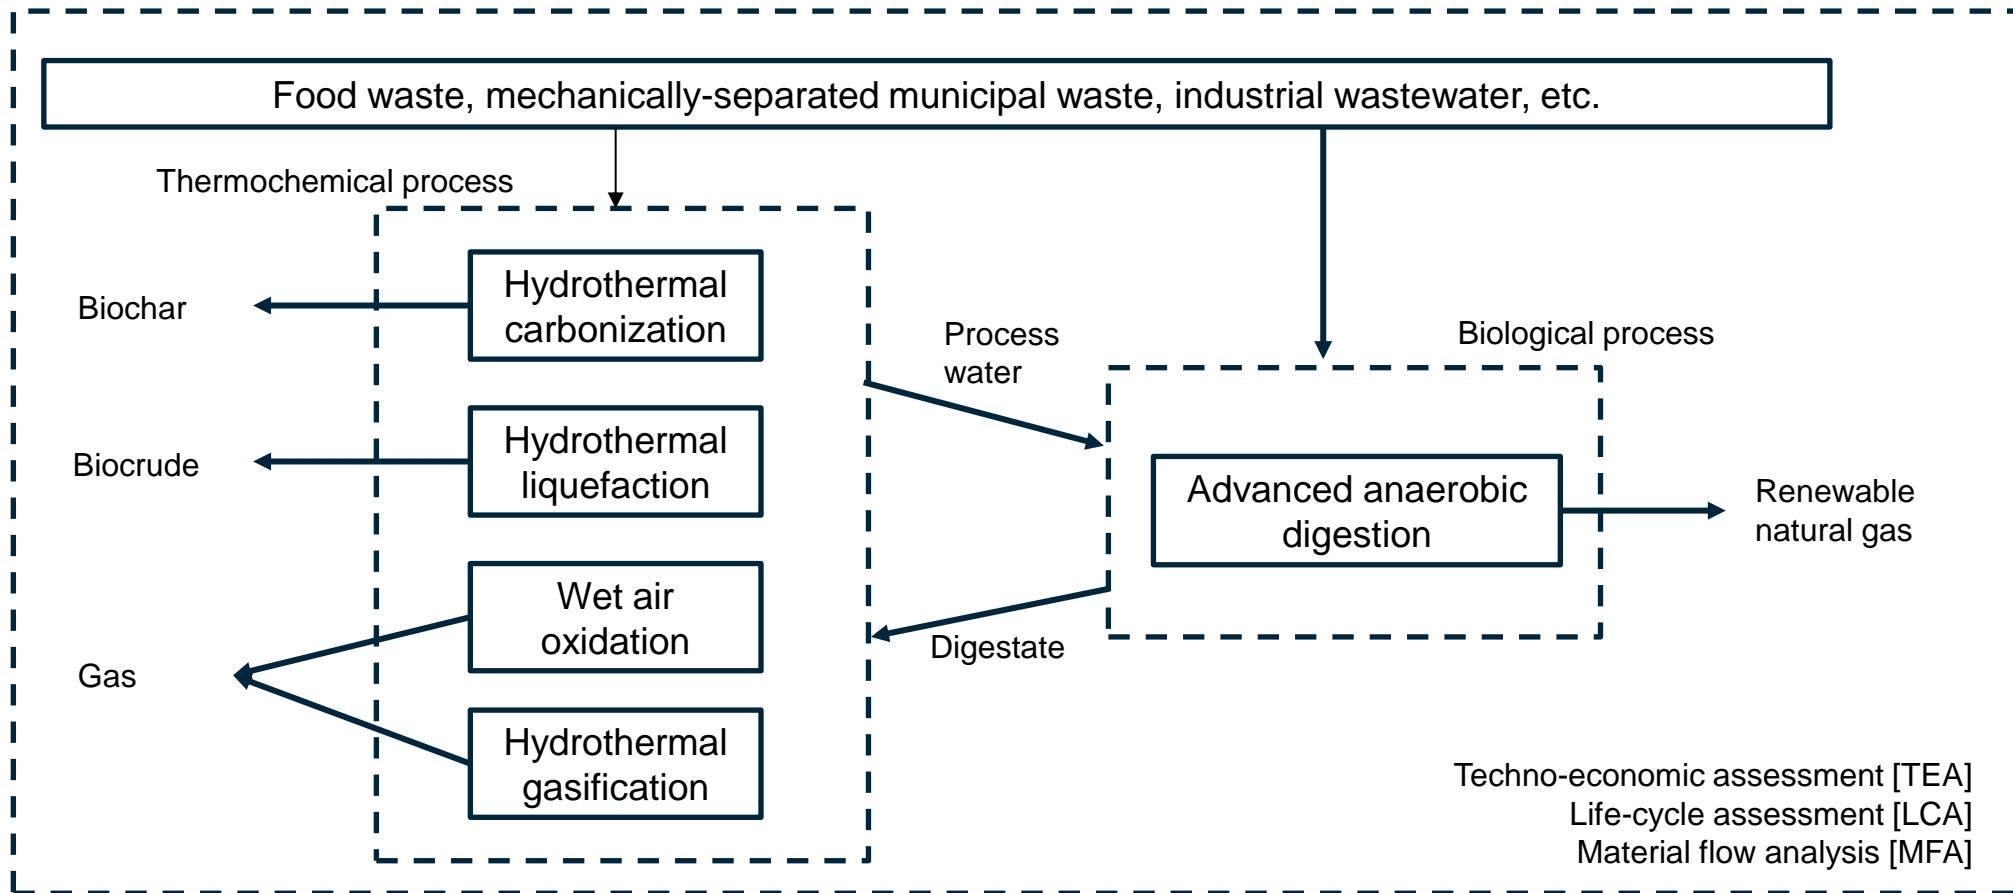 Food waste, mechanically-separated municipal waste, industrial wastewater, etc.
Thermochemical process
Hydrothermal
carbonization
Biochar
Process
water
Biological process
Hydrothermal
liquefaction
Biocrude
Advanced anaerobic
digestion
Renewable
natural gas
Wet air
oxidation
Digestate
Gas
Hydrothermal
gasification
Techno-economic assessment [TEA]
Life-cycle assessment [LCA]
Material flow analysis [MFA]